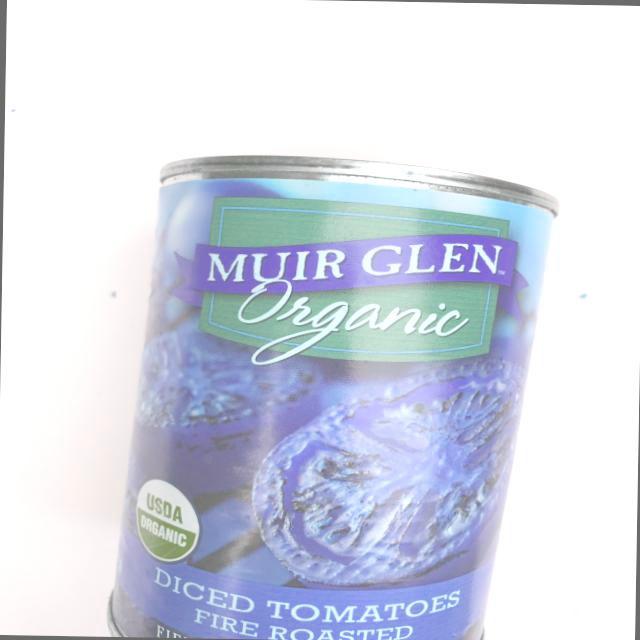 MUIR GLEN
Organic
USDA
ORGANIC
DICED TOMATOES
FIRE ROASTED